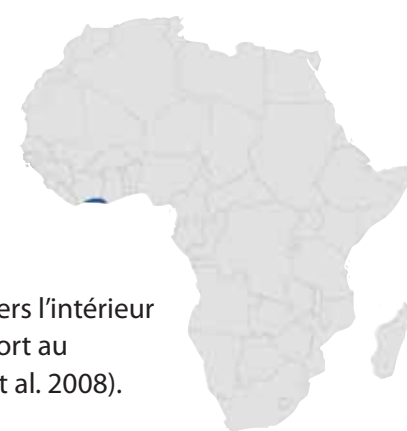 ers l’intérieur
ort au
t al. 2008).